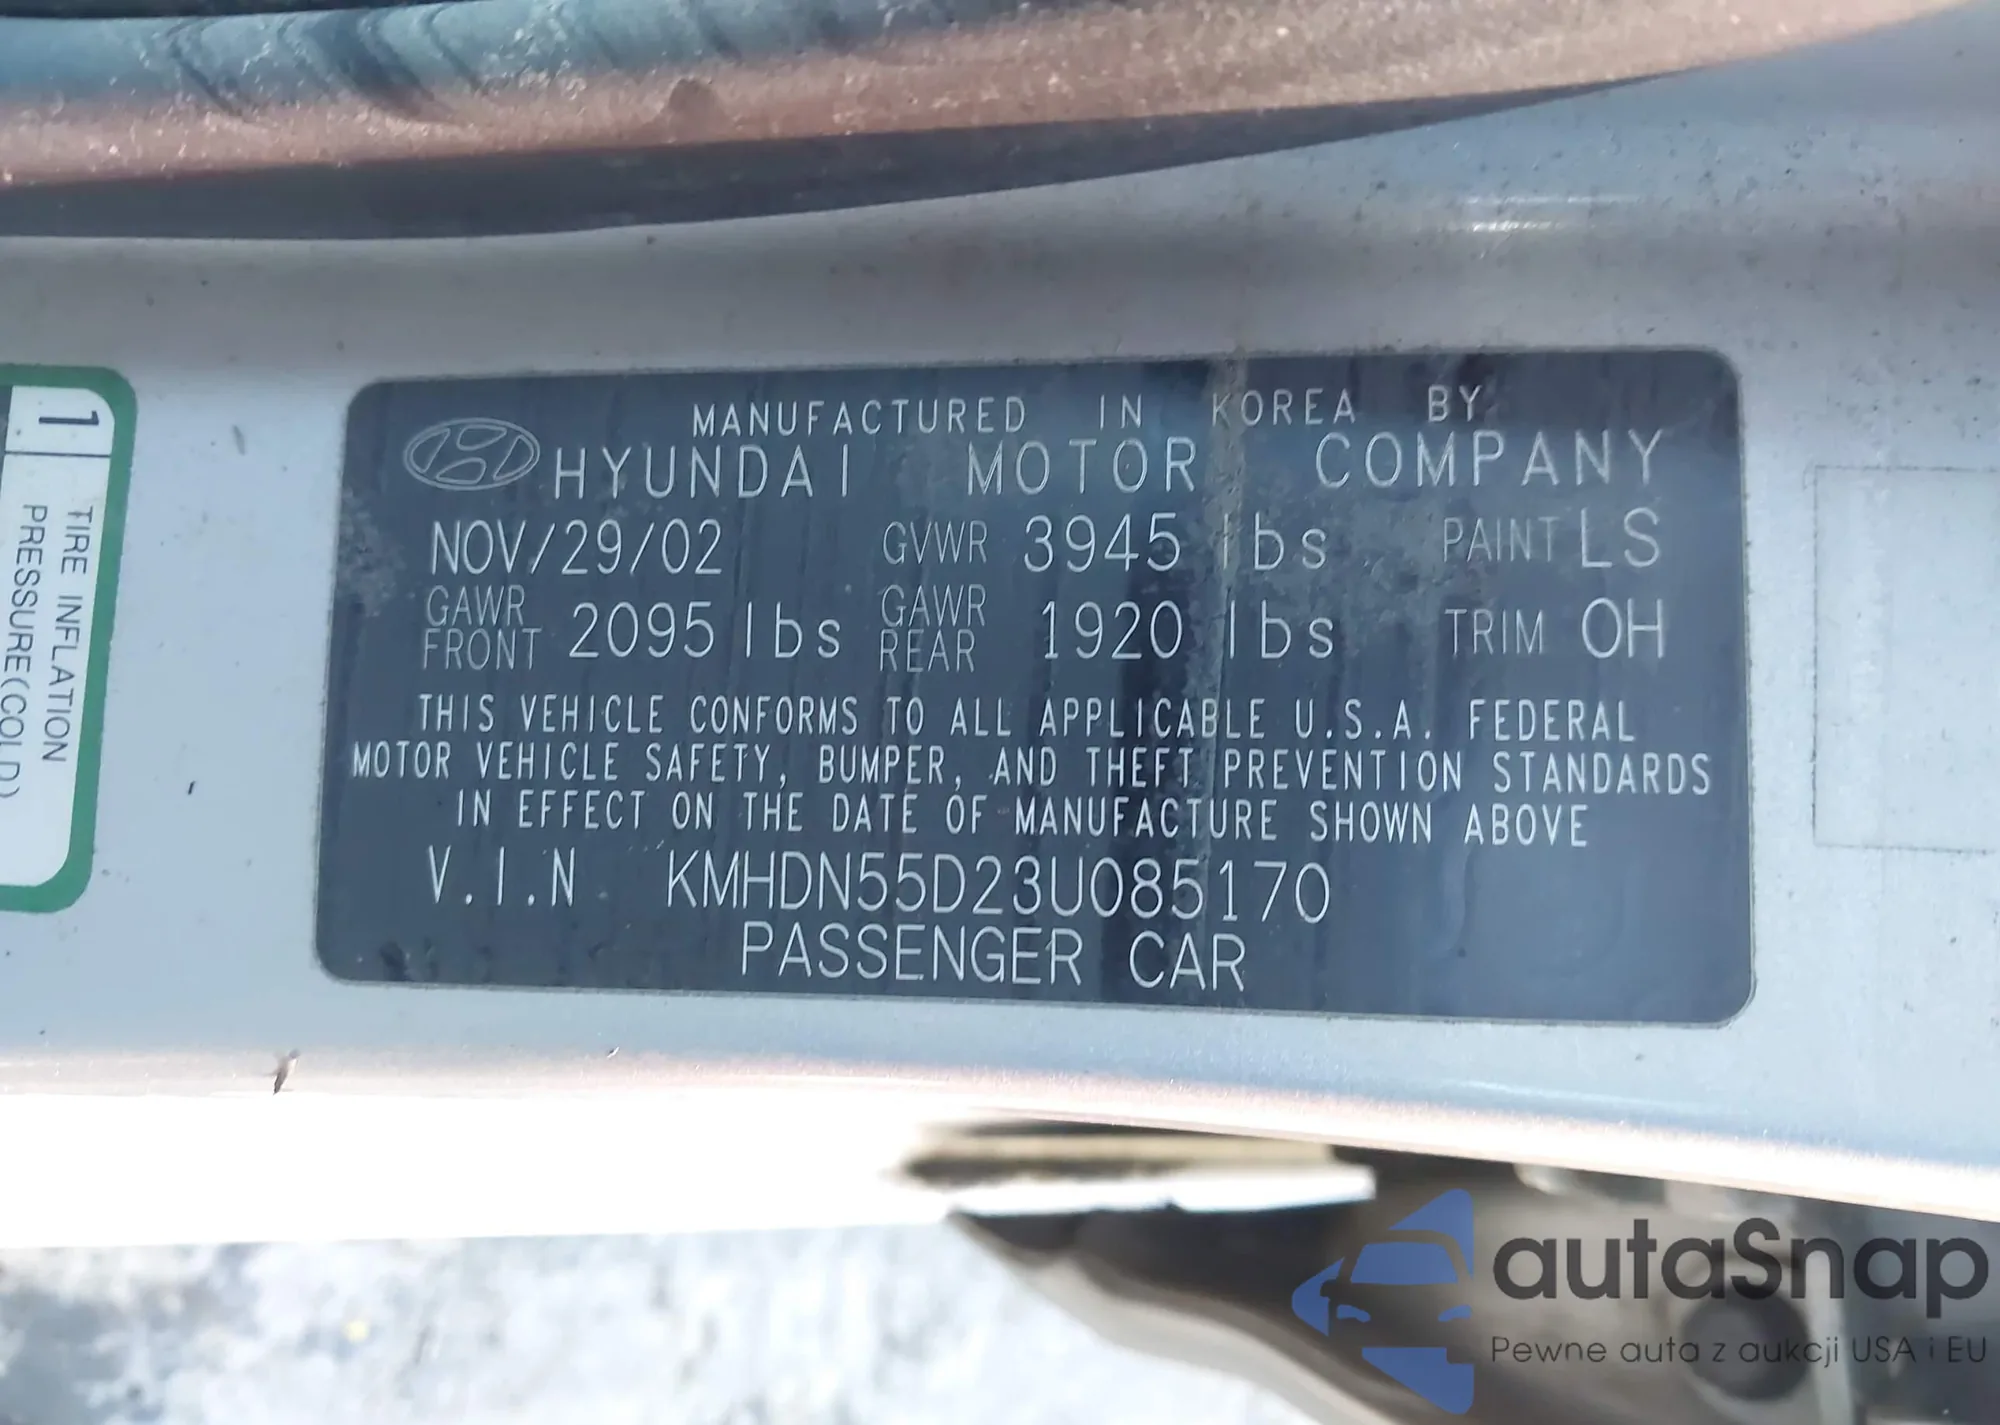 MANUFACTURED IN KOREA BY
HYUNDAI MOTOR COMPANY
NOV/29/02 GVWR 3945 lbs PAINT LS
GAWR FRONT 2095 lbs GAWR REAR 1920 lbs TRIM OH
THIS VEHICLE CONFORMS TO ALL APPLICABLE U.S.A. FEDERAL
MOTOR VEHICLE SAFETY, BUMPER, AND THEFT PREVENTION STANDARDS
IN EFFECT ON THE DATE OF MANUFACTURE SHOWN ABOVE
V.I.N KMHDN55D23U085170
PASSENGER CAR
1
TIRE INFLATION
PRESSURE(COLD)
autaSnap
Pewne auta z aukcji USA i EU